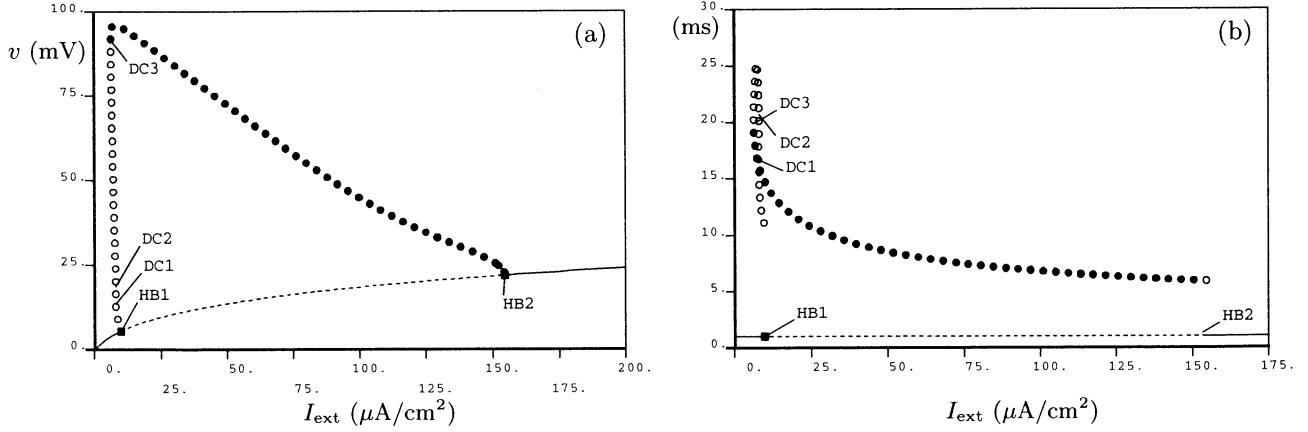 100.
v (mV)
(a)
DC3
75.
50.
DC2
25.
DC1
HB1
HB2
0.
0. 50. 100. 150. 200.
25. 75. 125. 175.
I_ext (μA/cm²)
30.
(ms)
(b)
25.
DC3
20.
DC2
DC1
15.
10.
5.
HB1
HB2
0.
0. 25. 50. 75. 100. 125. 150. 175.
I_ext (μA/cm²)